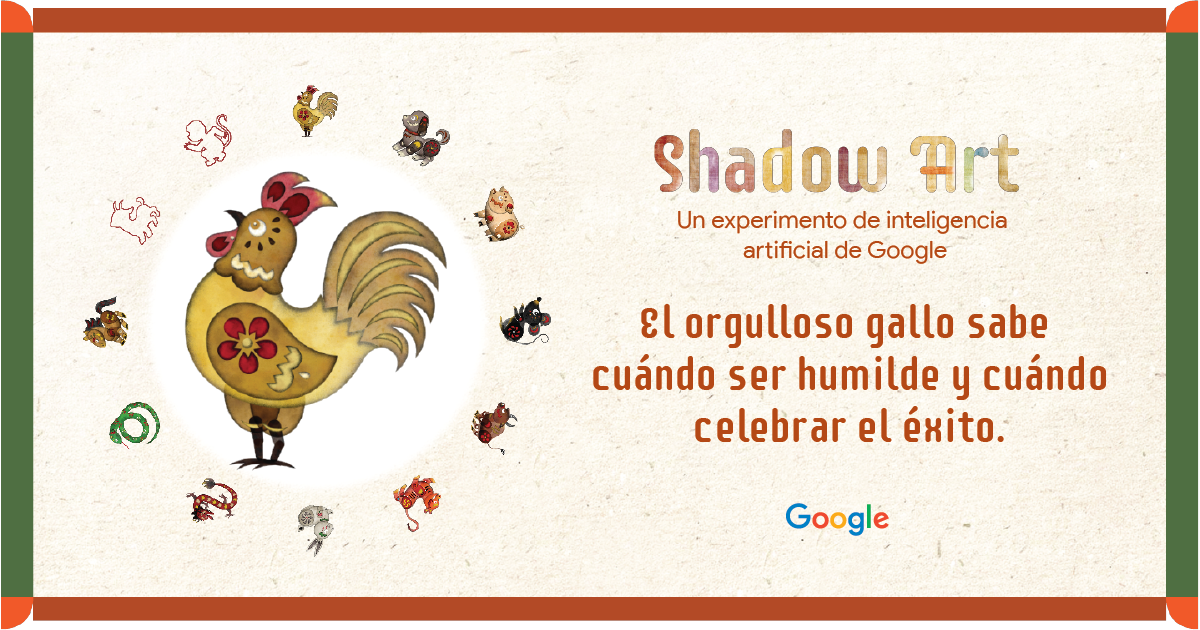 Shadow Art
Un experimento de inteligencia
artificial de Google
El orgulloso gallo sabe
cuándo ser humilde y cuándo
celebrar el éxito.
Google